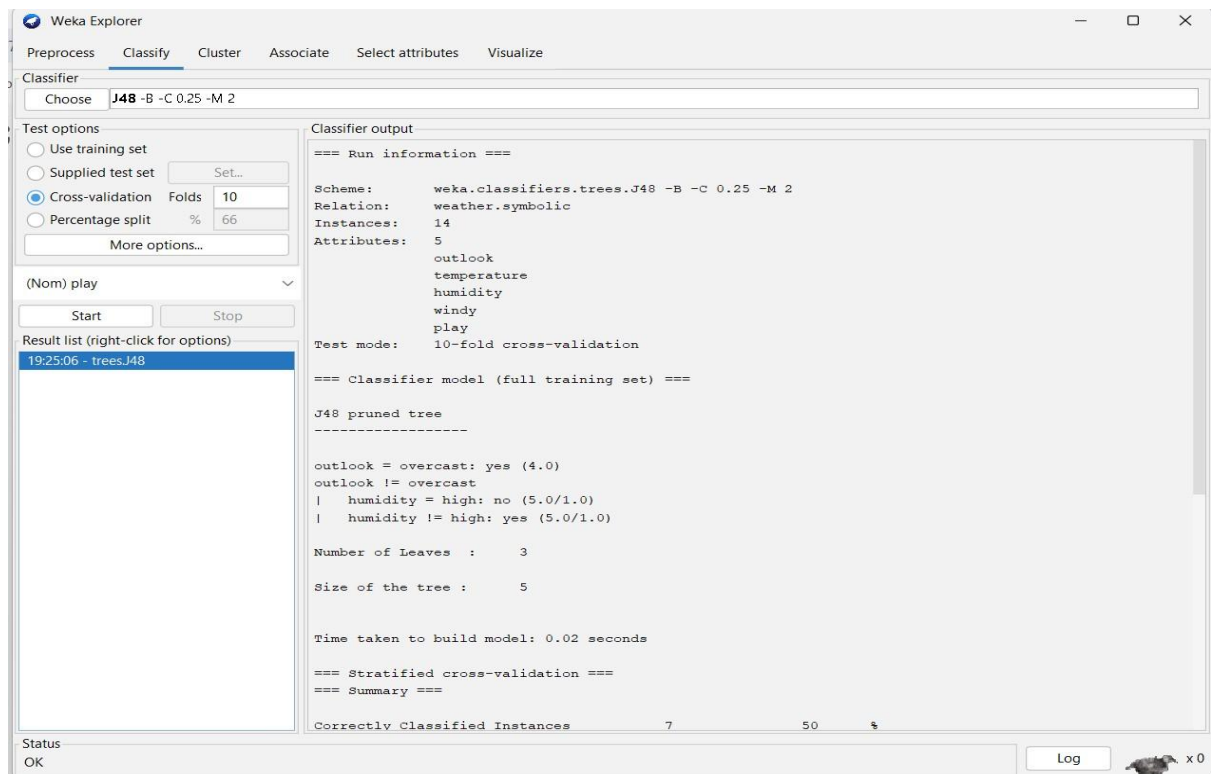 Weka Explorer
Preprocess Classify Cluster Associate Select attributes Visualize
Classifier
Choose J48 -B -C 0.25 -M 2
Test options
Use training set
Supplied test set Set...
Cross-validation Folds 10
Percentage split % 66
More options...
(Nom) play
Start Stop
Result list (right-click for options)
19:25:06 - trees.J48
Classifier output
=== Run information ===
Scheme: weka.classifiers.trees.J48 -B -C 0.25 -M 2
Relation: weather.symbolic
Instances: 14
Attributes: 5
outlook
temperature
humidity
windy
play
Test mode: 10-fold cross-validation
=== Classifier model (full training set) ===
J48 pruned tree
------------------
outlook = overcast: yes (4.0)
outlook != overcast
| humidity = high: no (5.0/1.0)
| humidity != high: yes (5.0/1.0)
Number of Leaves : 3
Size of the tree : 5
Time taken to build model: 0.02 seconds
=== Stratified cross-validation ===
=== Summary ===
Correctly Classified Instances 7 50 %
Status
OK
Log x 0